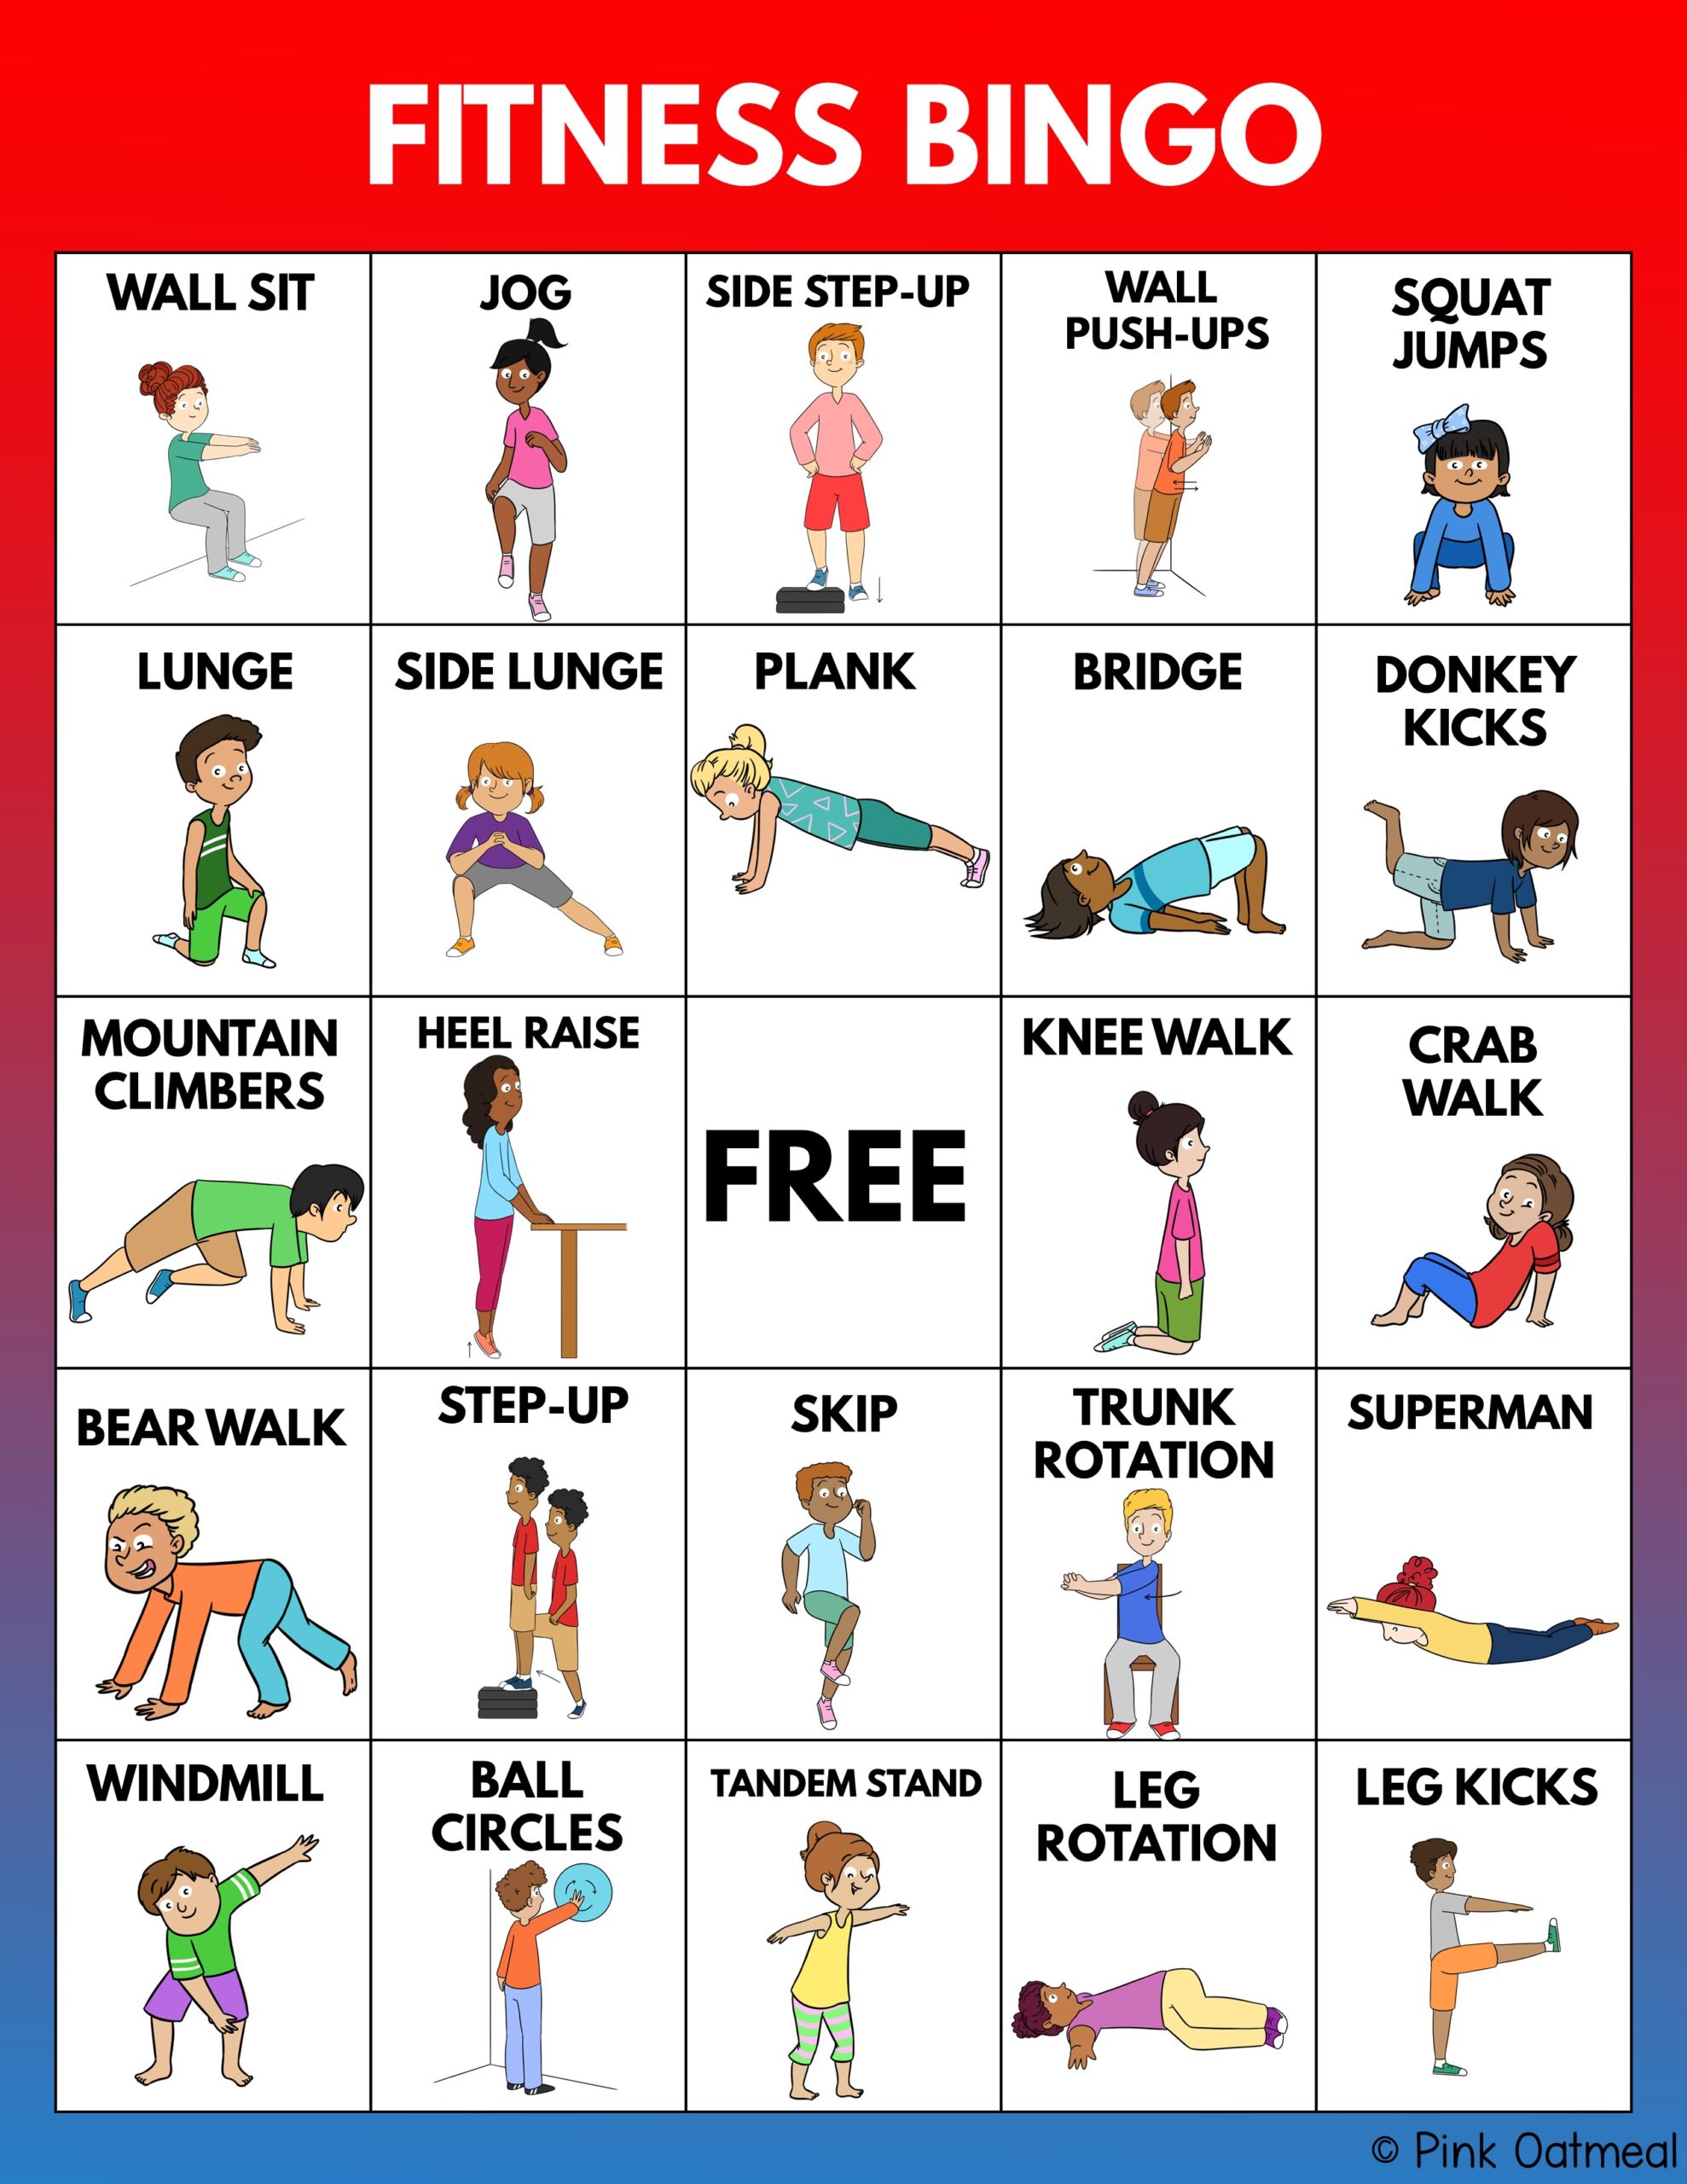 FITNESS BINGO
WALL SIT
JOG
SIDE STEP-UP
WALL
PUSH-UPS
SQUAT
JUMPS
LUNGE
SIDE LUNGE
PLANK
BRIDGE
DONKEY
KICKS
MOUNTAIN
CLIMBERS
HEEL RAISE
FREE
KNEE WALK
CRAB
WALK
BEAR WALK
STEP-UP
SKIP
TRUNK
ROTATION
SUPERMAN
WINDMILL
BALL
CIRCLES
TANDEM STAND
LEG
ROTATION
LEG KICKS
© Pink Oatmeal